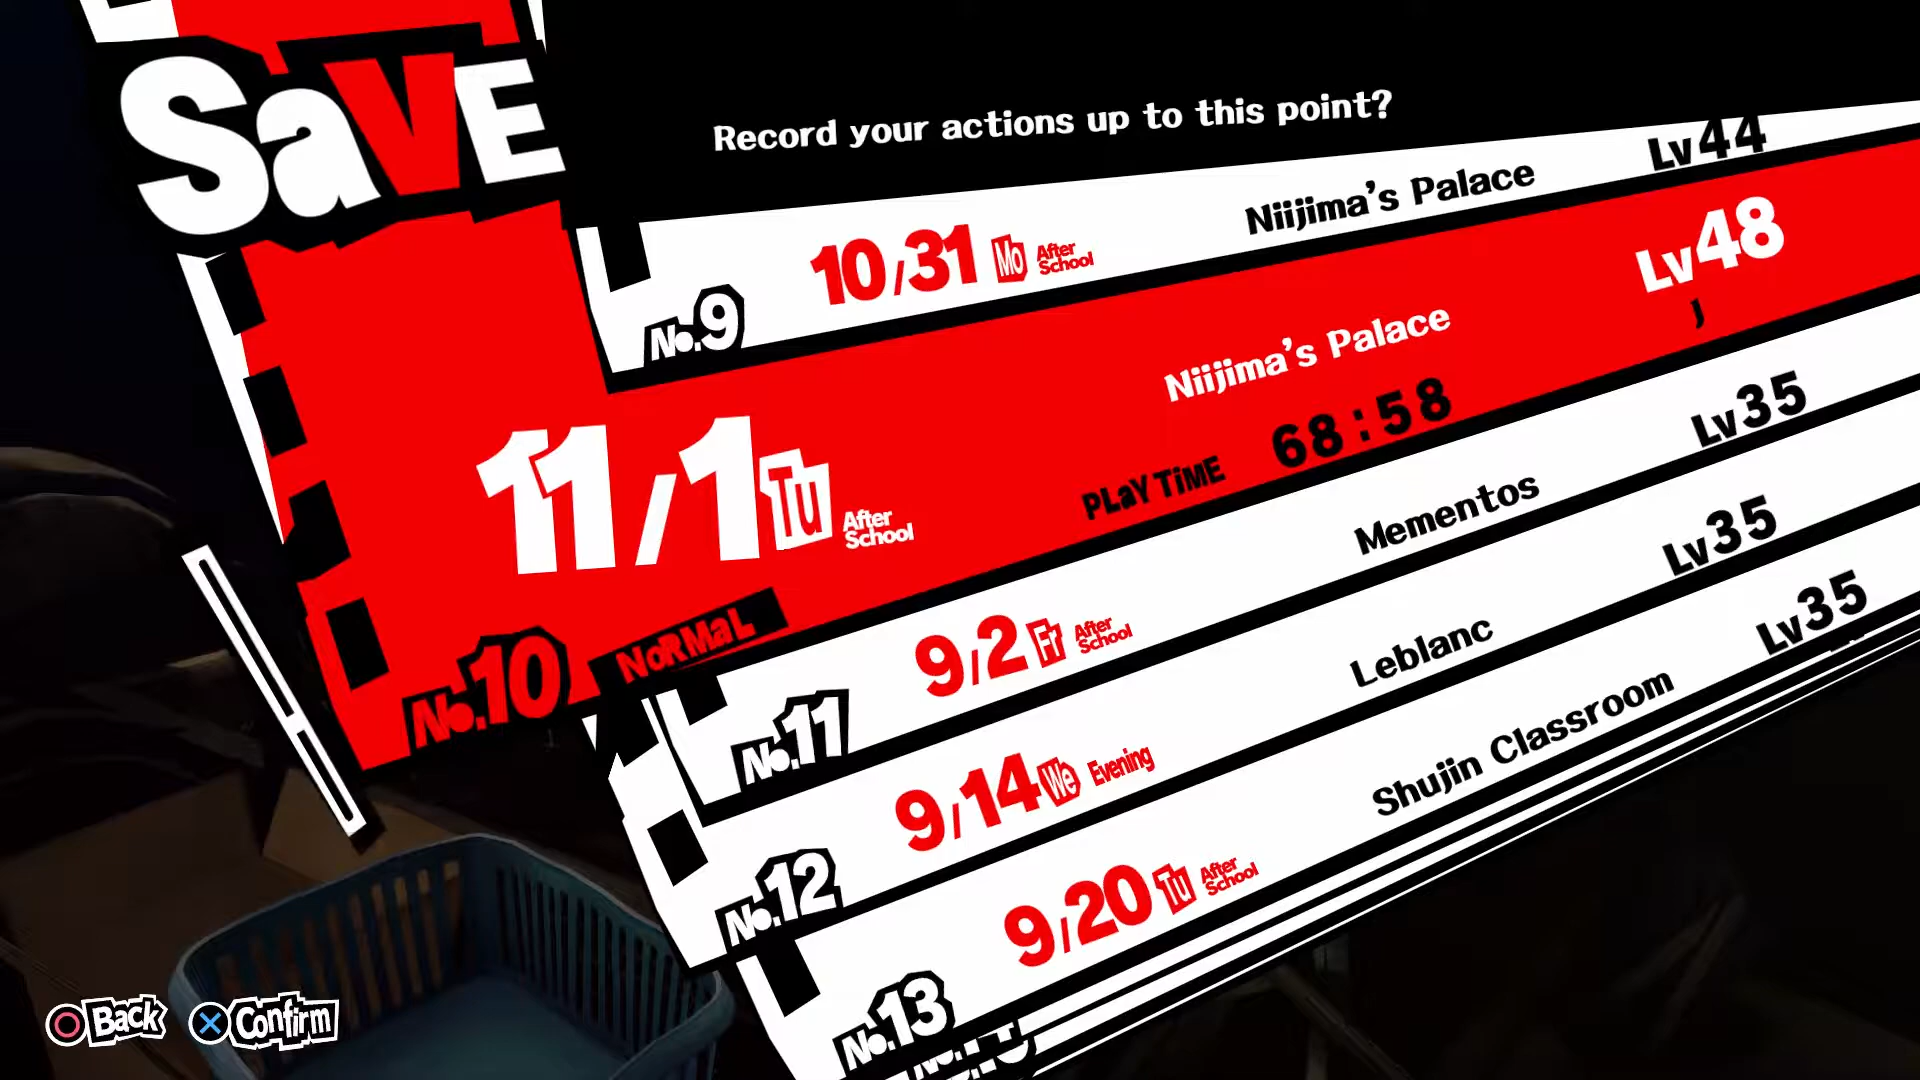 SaVE
Record your actions up to this point?
No.9 10/31 Mo After School Niijima's Palace Lv44
No.10 11/1 Tu After School Niijima's Palace Lv48
J
NoRMaL PLaY TiME 68:58
No.11 9/2 Fr After School Mementos Lv35
No.12 9/14 We Evening Leblanc Lv35
No.13 9/20 Tu After School Shujin Classroom Lv35
Back Confirm